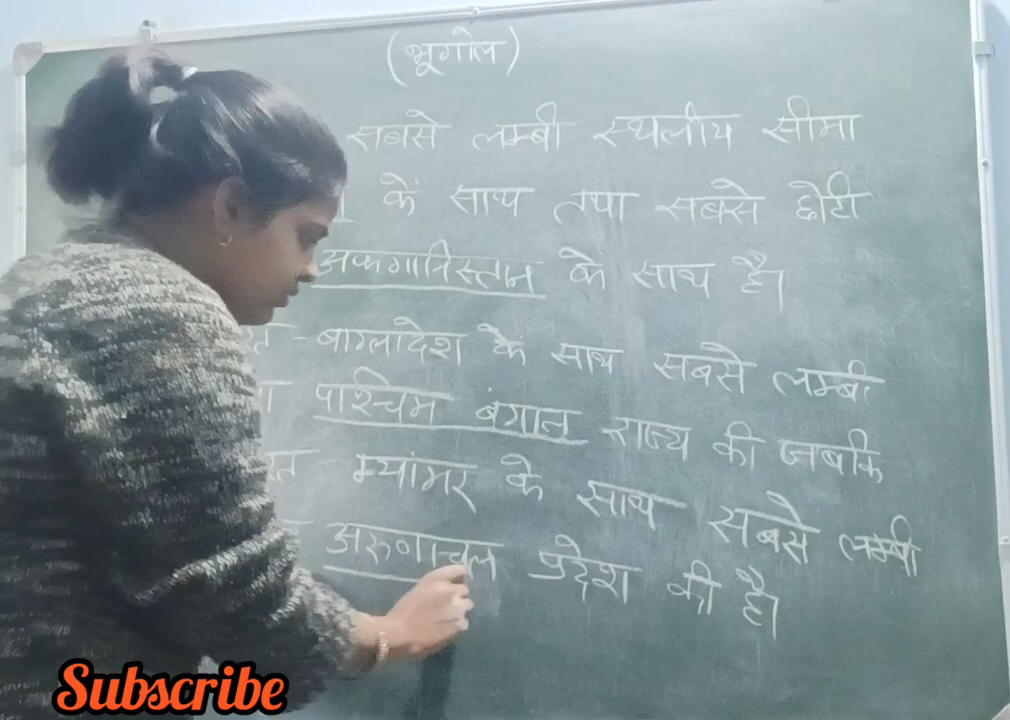 (भूगोल)
सबसे लम्बी स्थलीय सीमा
कें साथ तथा सबसे छोटी
अफगानिस्तान के साथ है।
- बाग्लादेश के साथ सबसे लम्बी
पश्चिम बंगाल राज्य की जबकि
- म्यांमर के साथ सबसे लम्बी
अरुणाचल प्रदेश की है।
Subscribe